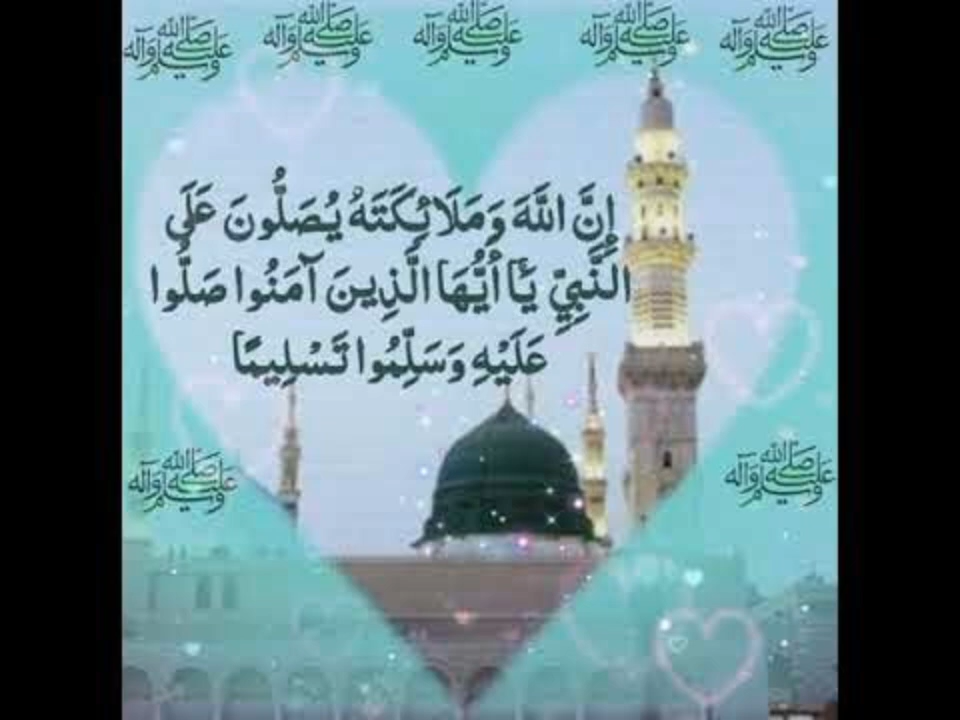 صلى الله عليه وآله وسلم
صلى الله عليه وآله وسلم
صلى الله عليه وآله وسلم
صلى الله عليه وآله وسلم
صلى الله عليه وآله وسلم
إِنَّ اللَّهَ وَمَلَائِكَتَهُ يُصَلُّونَ عَلَى
النَّبِيِّ يَا أَيُّهَا الَّذِينَ آمَنُوا صَلُّوا
عَلَيْهِ وَسَلِّمُوا تَسْلِيمًا
صلى الله عليه وآله وسلم
صلى الله عليه وآله وسلم